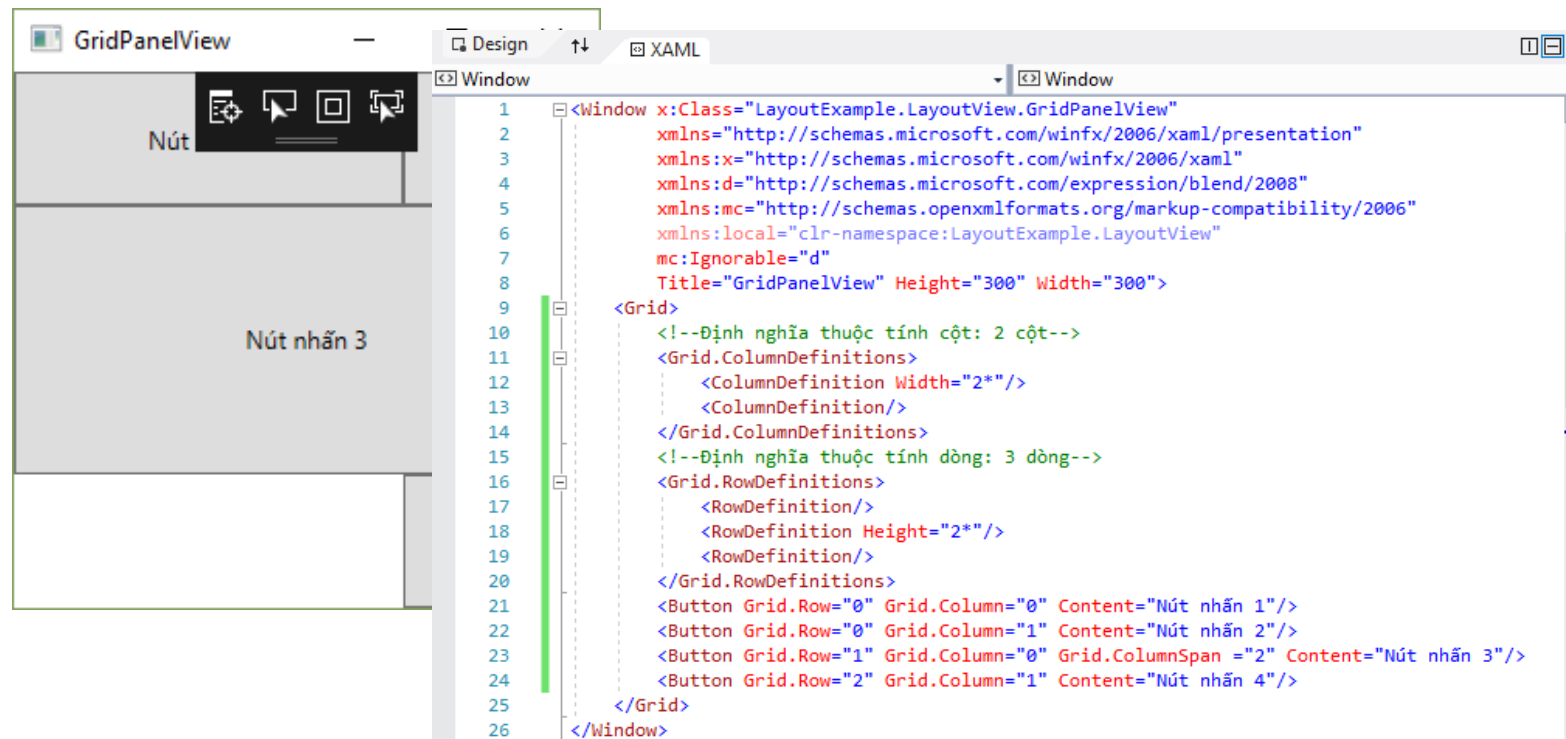 GridPanelView
Nút
Nút nhấn 3
Design
XAML
Window
Window
1 <Window x:Class="LayoutExample.LayoutView.GridPanelView"
2 xmlns="http://schemas.microsoft.com/winfx/2006/xaml/presentation"
3 xmlns:x="http://schemas.microsoft.com/winfx/2006/xaml"
4 xmlns:d="http://schemas.microsoft.com/expression/blend/2008"
5 xmlns:mc="http://schemas.openxmlformats.org/markup-compatibility/2006"
6 xmlns:local="clr-namespace:LayoutExample.LayoutView"
7 mc:Ignorable="d"
8 Title="GridPanelView" Height="300" Width="300">
9 <Grid>
10 <!--Định nghĩa thuộc tính cột: 2 cột-->
11 <Grid.ColumnDefinitions>
12 <ColumnDefinition Width="2*"/>
13 <ColumnDefinition/>
14 </Grid.ColumnDefinitions>
15 <!--Định nghĩa thuộc tính dòng: 3 dòng-->
16 <Grid.RowDefinitions>
17 <RowDefinition/>
18 <RowDefinition Height="2*"/>
19 <RowDefinition/>
20 </Grid.RowDefinitions>
21 <Button Grid.Row="0" Grid.Column="0" Content="Nút nhấn 1"/>
22 <Button Grid.Row="0" Grid.Column="1" Content="Nút nhấn 2"/>
23 <Button Grid.Row="1" Grid.Column="0" Grid.ColumnSpan ="2" Content="Nút nhấn 3"/>
24 <Button Grid.Row="2" Grid.Column="1" Content="Nút nhấn 4"/>
25 </Grid>
26 </Window>